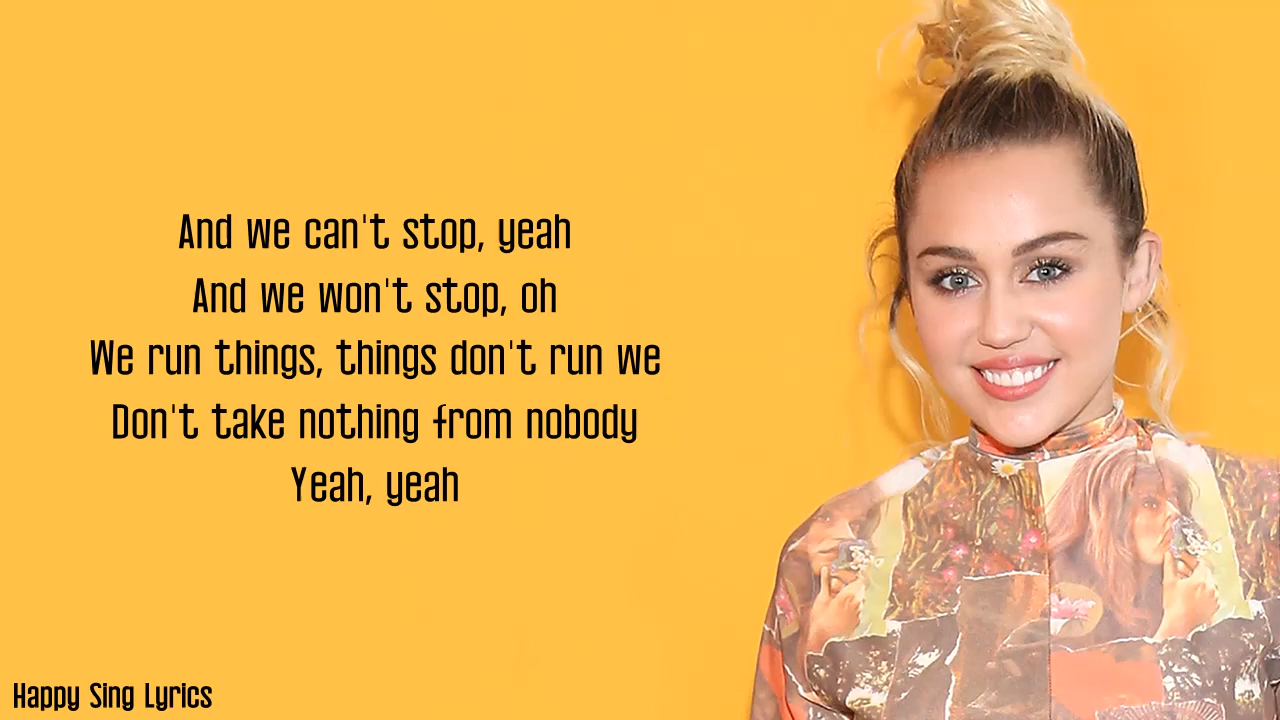 And we can't stop, yeah
And we won't stop, oh
We run things, things don't run we
Don't take nothing from nobody
Yeah, yeah
Happy Sing Lyrics